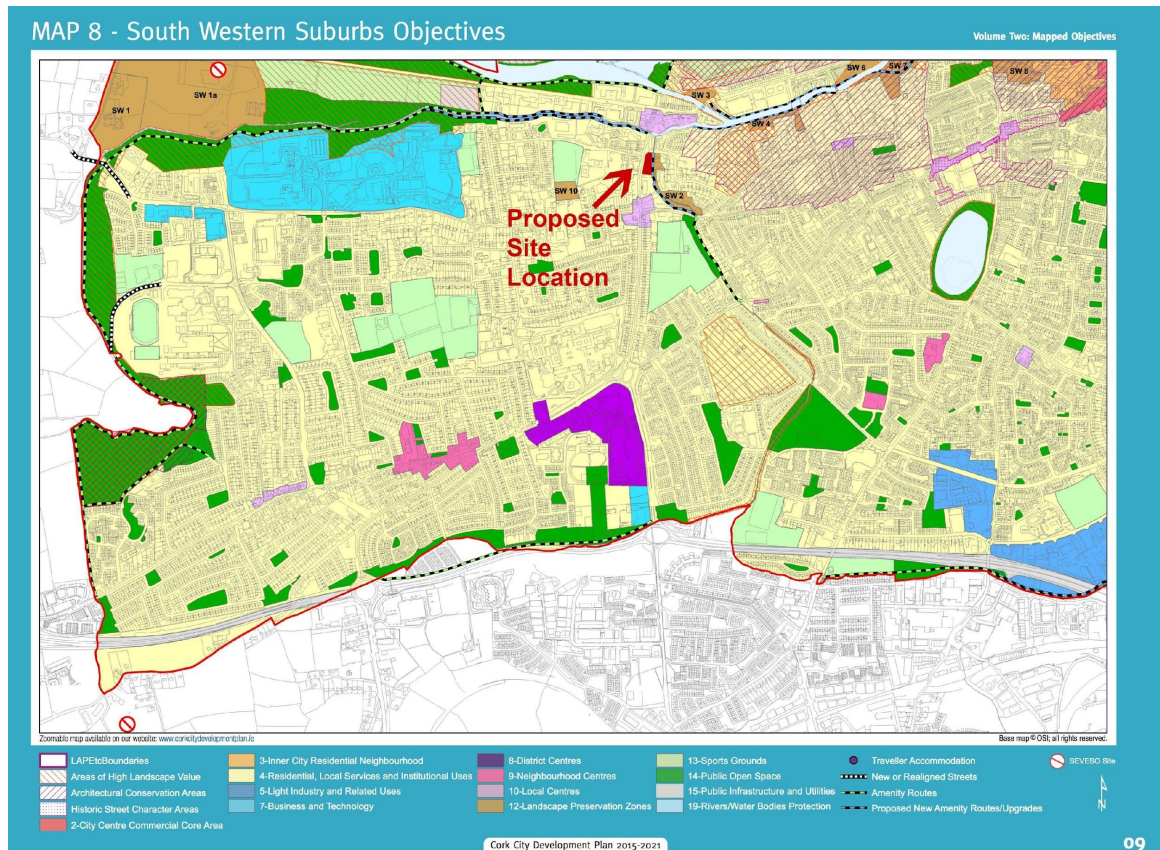 MAP 8 - South Western Suburbs Objectives
Volume Two: Mapped Objectives
SW 1
SW 1a
SW 3
SW 4
SW 6
SW 7
SW 8
SW 10
SW 2
Proposed
Site
Location
Zoomable map available on our website: www.corkcitydevelopmentplan.ie
Base map © OSI; all rights reserved.
LAPEtcBoundaries
Areas of High Landscape Value
Architectural Conservation Areas
Historic Street Character Areas
2-City Centre Commercial Core Area
3-Inner City Residential Neighbourhood
4-Residential, Local Services and Institutional Uses
5-Light Industry and Related Uses
7-Business and Technology
8-District Centres
9-Neighbourhood Centres
10-Local Centres
12-Landscape Preservation Zones
13-Sports Grounds
14-Public Open Space
15-Public Infrastructure and Utilities
19-Rivers/Water Bodies Protection
Traveller Accommodation
New or Realigned Streets
Amenity Routes
Proposed New Amenity Routes/Upgrades
SEVESO Site
N
Cork City Development Plan 2015-2021
09